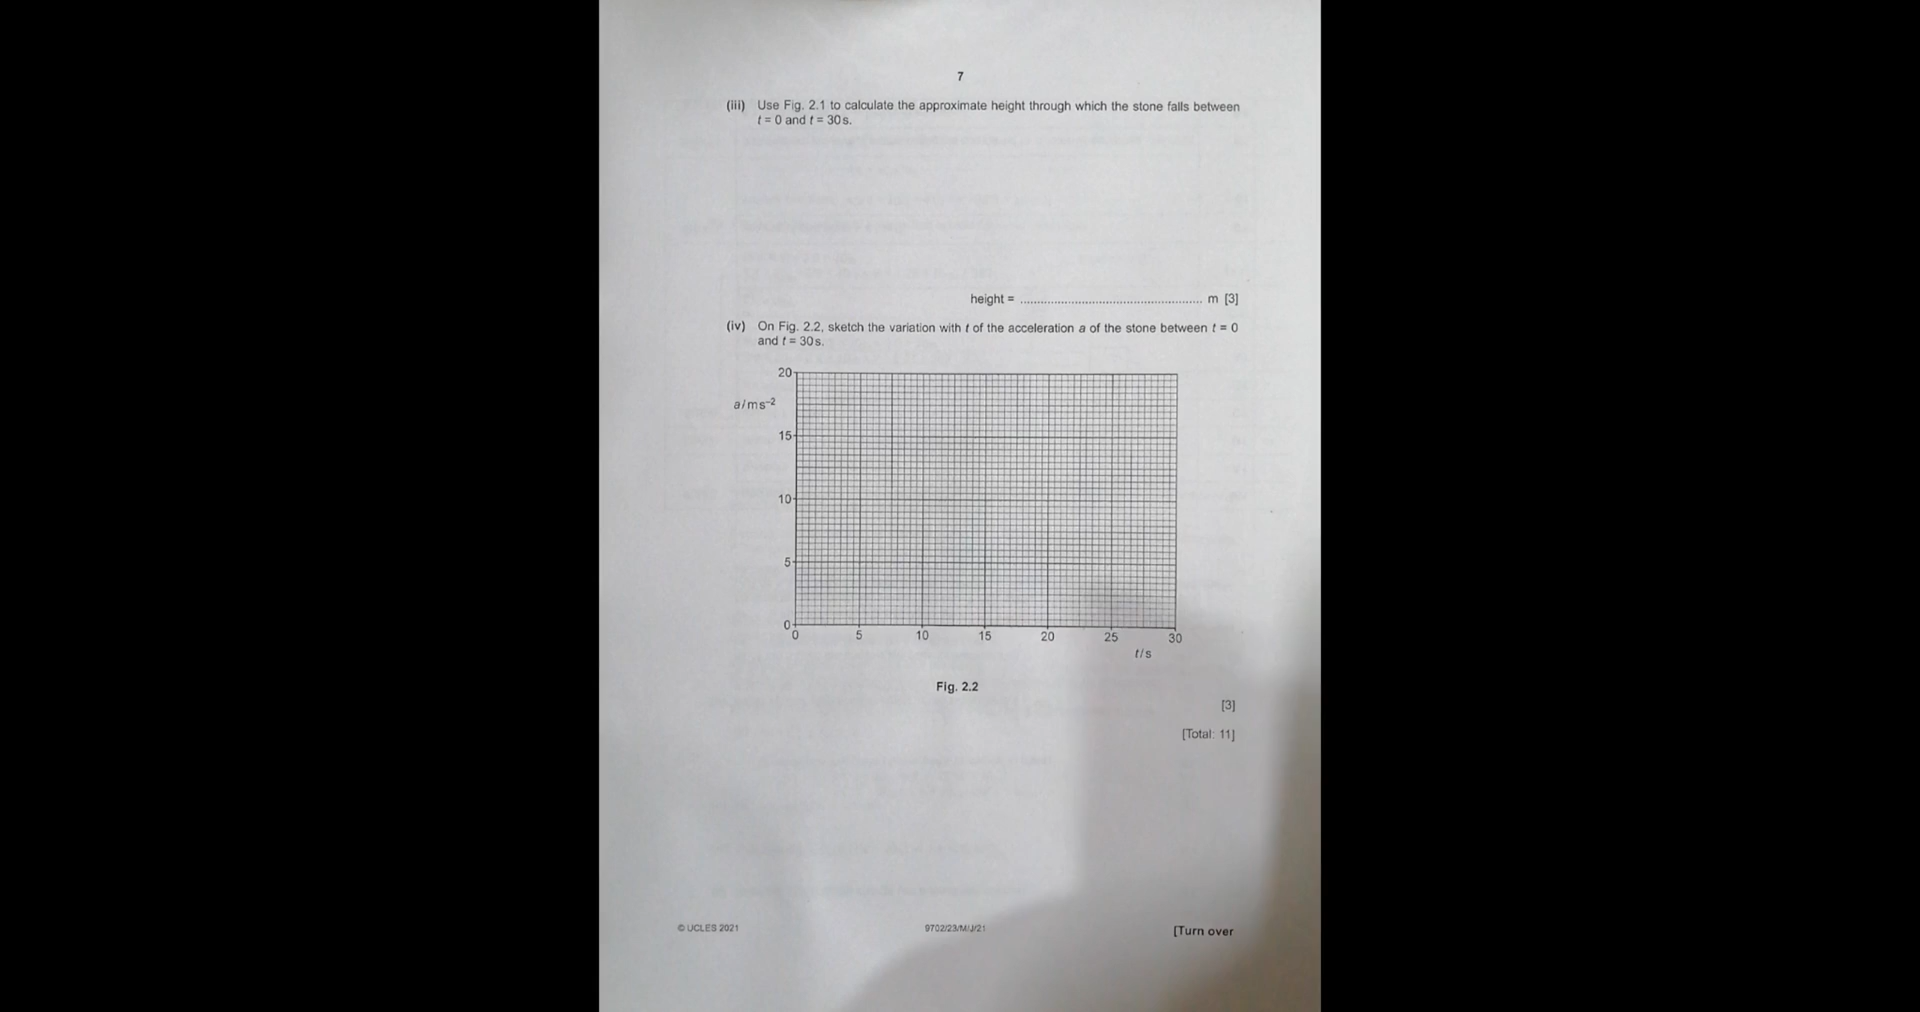 7
(iii) Use Fig. 2.1 to calculate the approximate height through which the stone falls between
t = 0 and t = 30 s.
height = .................................................... m [3]
(iv) On Fig. 2.2, sketch the variation with t of the acceleration a of the stone between t = 0
and t = 30 s.
20
a/ms⁻²
15
10
5
0
0 5 10 15 20 25 30
t/s
Fig. 2.2
[3]
[Total: 11]
© UCLES 2021 9702/23/M/J/21 [Turn over